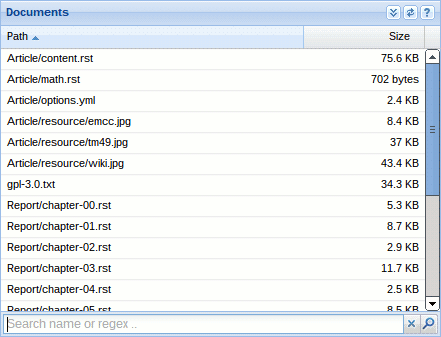 Documents
Path Size
Article/content.rst 75.6 KB
Article/math.rst 702 bytes
Article/options.yml 2.4 KB
Article/resource/emcc.jpg 8.4 KB
Article/resource/tm49.jpg 37 KB
Article/resource/wiki.jpg 43.4 KB
gpl-3.0.txt 34.3 KB
Report/chapter-00.rst 5.3 KB
Report/chapter-01.rst 8.7 KB
Report/chapter-02.rst 2.9 KB
Report/chapter-03.rst 11.7 KB
Report/chapter-04.rst 2.5 KB
Report/chapter-05.rst 8.5 KB
Search name or regex ..